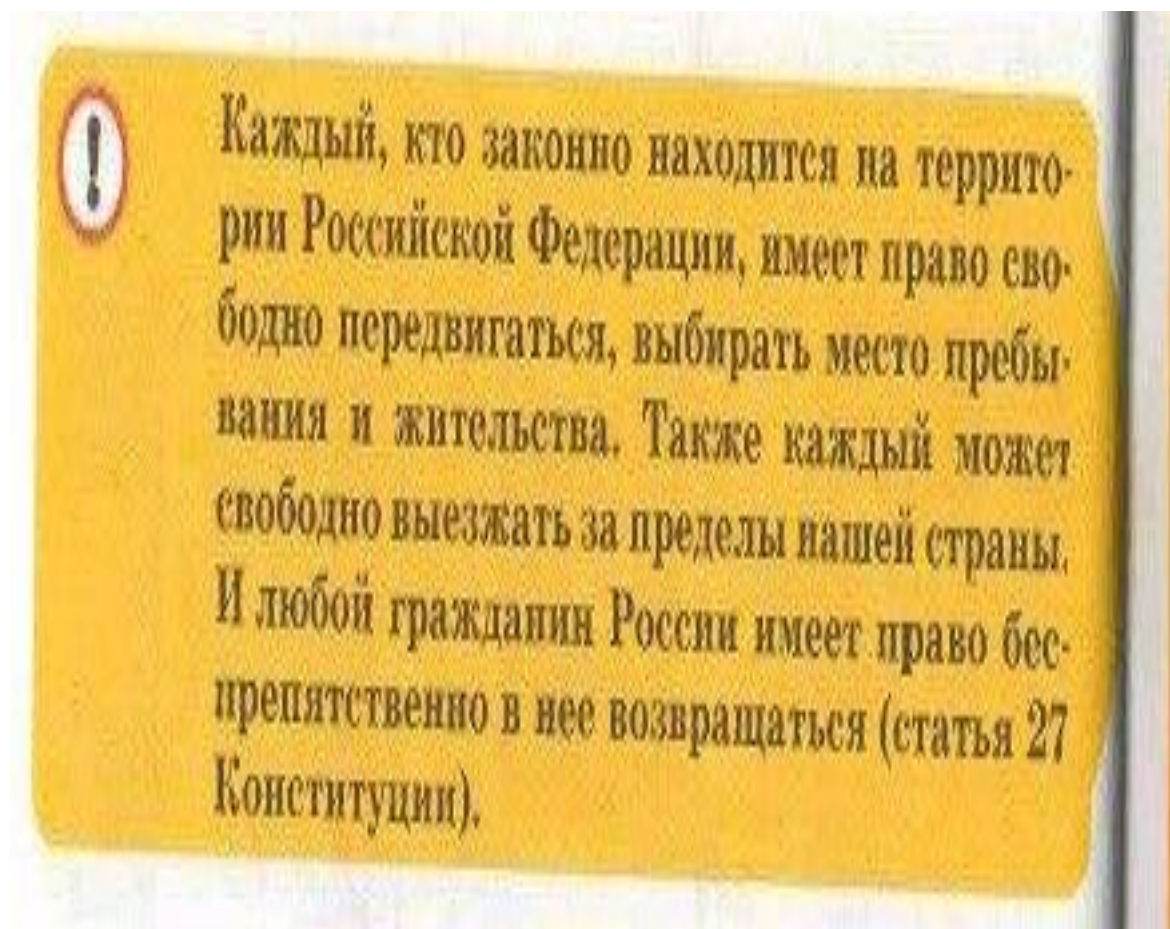 Каждый, кто законно находится на террито-
рии Российской Федерации, имеет право сво-
бодно передвигаться, выбирать место пребы-
вания и жительства. Также каждый может
свободно выезжать за пределы нашей страны.
И любой гражданин России имеет право бес-
препятственно в нее возвращаться (статья 27
Конституции).